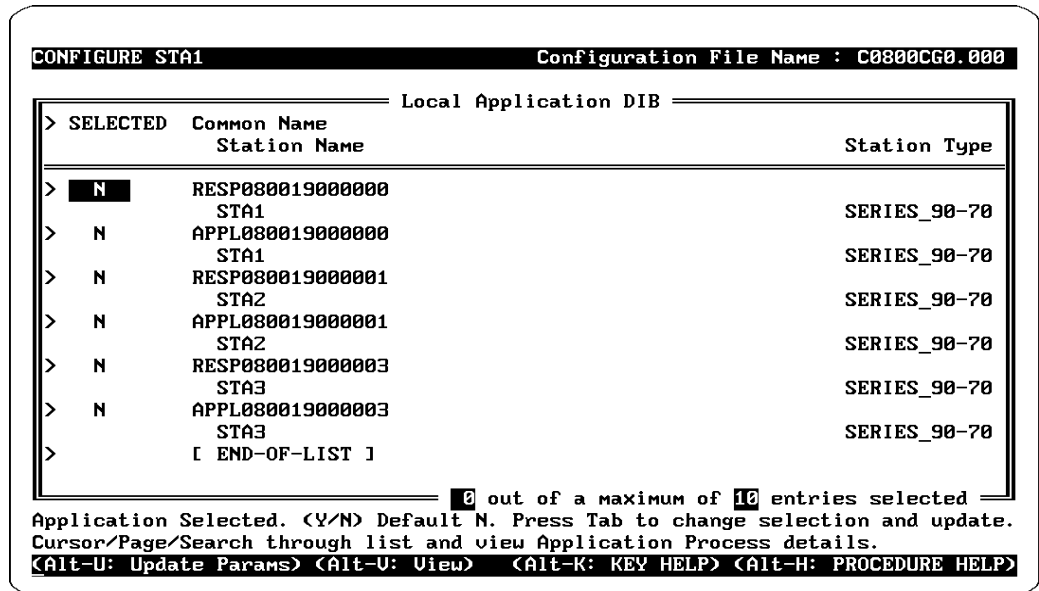 CONFIGURE STA1 Configuration File Name : C0800CG0.000
Local Application DIB
> SELECTED Common Name
Station Name Station Type
> N RESP080019000000
STA1 SERIES_90-70
> N APPL080019000000
STA1 SERIES_90-70
> N RESP080019000001
STA2 SERIES_90-70
> N APPL080019000001
STA2 SERIES_90-70
> N RESP080019000003
STA3 SERIES_90-70
> N APPL080019000003
STA3 SERIES_90-70
> [ END-OF-LIST ]
0 out of a maximum of 10 entries selected
Application Selected. (Y/N) Default N. Press Tab to change selection and update.
Cursor/Page/Search through list and view Application Process details.
(Alt-U: Update Params) (Alt-V: View) (Alt-K: KEY HELP) (Alt-H: PROCEDURE HELP)